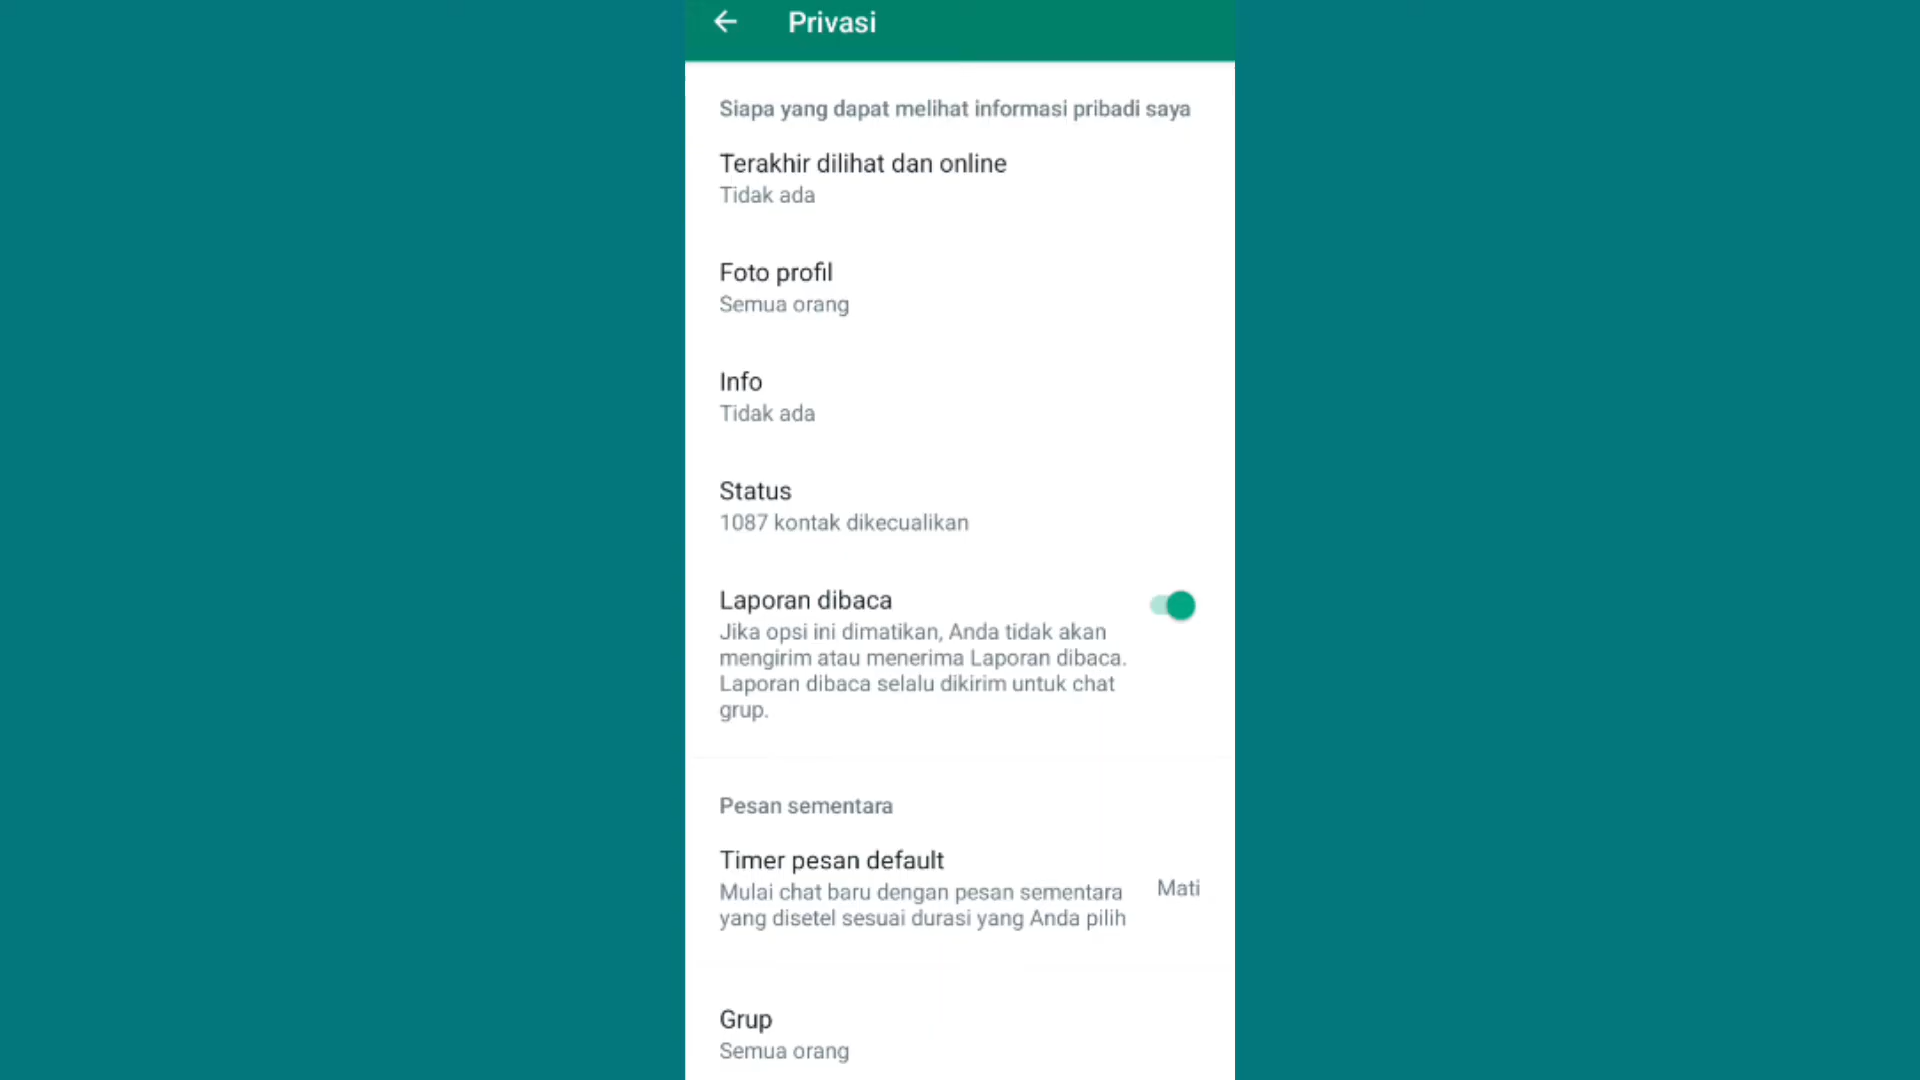 Privasi
Siapa yang dapat melihat informasi pribadi saya
Terakhir dilihat dan online
Tidak ada
Foto profil
Semua orang
Info
Tidak ada
Status
1087 kontak dikecualikan
Laporan dibaca
Jika opsi ini dimatikan, Anda tidak akan
mengirim atau menerima Laporan dibaca.
Laporan dibaca selalu dikirim untuk chat
grup.
Pesan sementara
Timer pesan default
Mulai chat baru dengan pesan sementara
yang disetel sesuai durasi yang Anda pilih
Mati
Grup
Semua orang